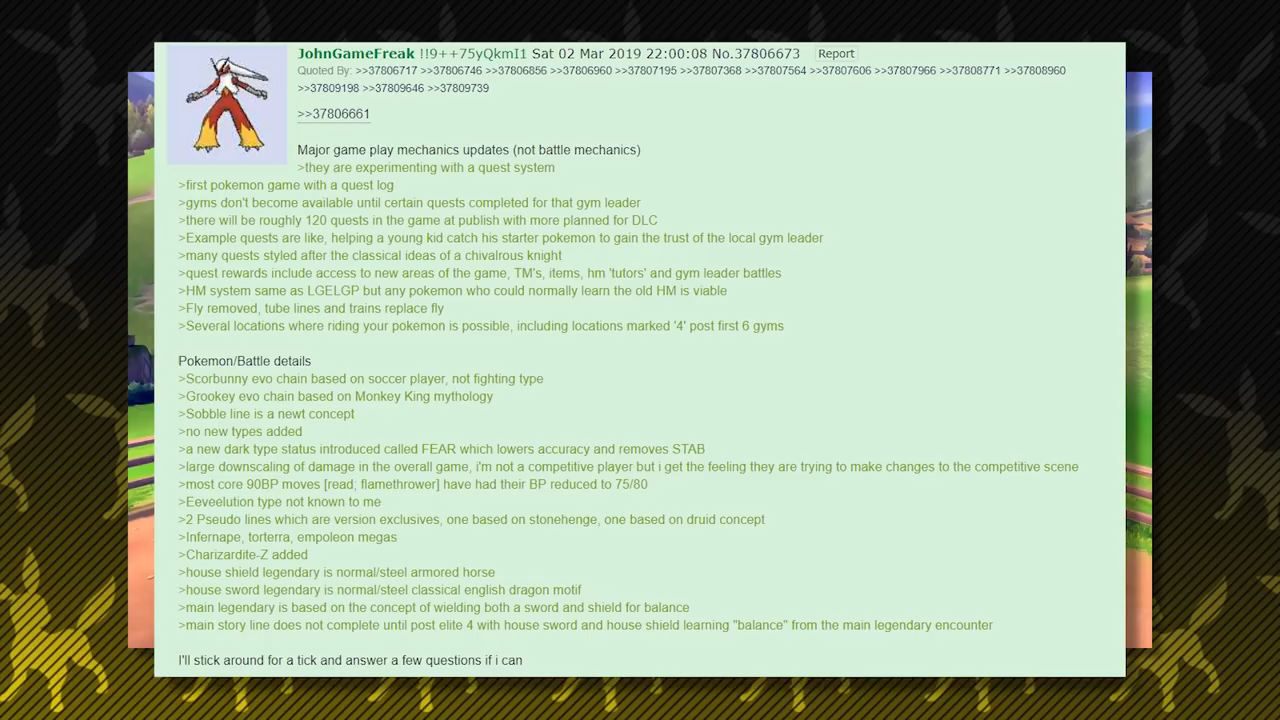 JohnGameFreak !!9++75yQkmI1 Sat 02 Mar 2019 22:00:08 No.37806673 Report
Quoted By: >>37806717 >>37806746 >>37806856 >>37806960 >>37807195 >>37807368 >>37807564 >>37807606 >>37807966 >>37808771 >>37808960
>>37809198 >>37809646 >>37809739
>>37806661
Major game play mechanics updates (not battle mechanics)
>they are experimenting with a quest system
>first pokemon game with a quest log
>gyms don't become available until certain quests completed for that gym leader
>there will be roughly 120 quests in the game at publish with more planned for DLC
>Example quests are like, helping a young kid catch his starter pokemon to gain the trust of the local gym leader
>many quests styled after the classical ideas of a chivalrous knight
>quest rewards include access to new areas of the game, TM's, items, hm 'tutors' and gym leader battles
>HM system same as LGELGP but any pokemon who could normally learn the old HM is viable
>Fly removed, tube lines and trains replace fly
>Several locations where riding your pokemon is possible, including locations marked '4' post first 6 gyms
Pokemon/Battle details
>Scorbunny evo chain based on soccer player, not fighting type
>Grookey evo chain based on Monkey King mythology
>Sobble line is a newt concept
>no new types added
>a new dark type status introduced called FEAR which lowers accuracy and removes STAB
>large downscaling of damage in the overall game, i'm not a competitive player but i get the feeling they are trying to make changes to the competitive scene
>most core 90BP moves [read; flamethrower] have had their BP reduced to 75/80
>Eeveelution type not known to me
>2 Pseudo lines which are version exclusives, one based on stonehenge, one based on druid concept
>Infernape, torterra, empoleon megas
>Charizardite-Z added
>house shield legendary is normal/steel armored horse
>house sword legendary is normal/steel classical english dragon motif
>main legendary is based on the concept of wielding both a sword and shield for balance
>main story line does not complete until post elite 4 with house sword and house shield learning "balance" from the main legendary encounter
I'll stick around for a tick and answer a few questions if i can